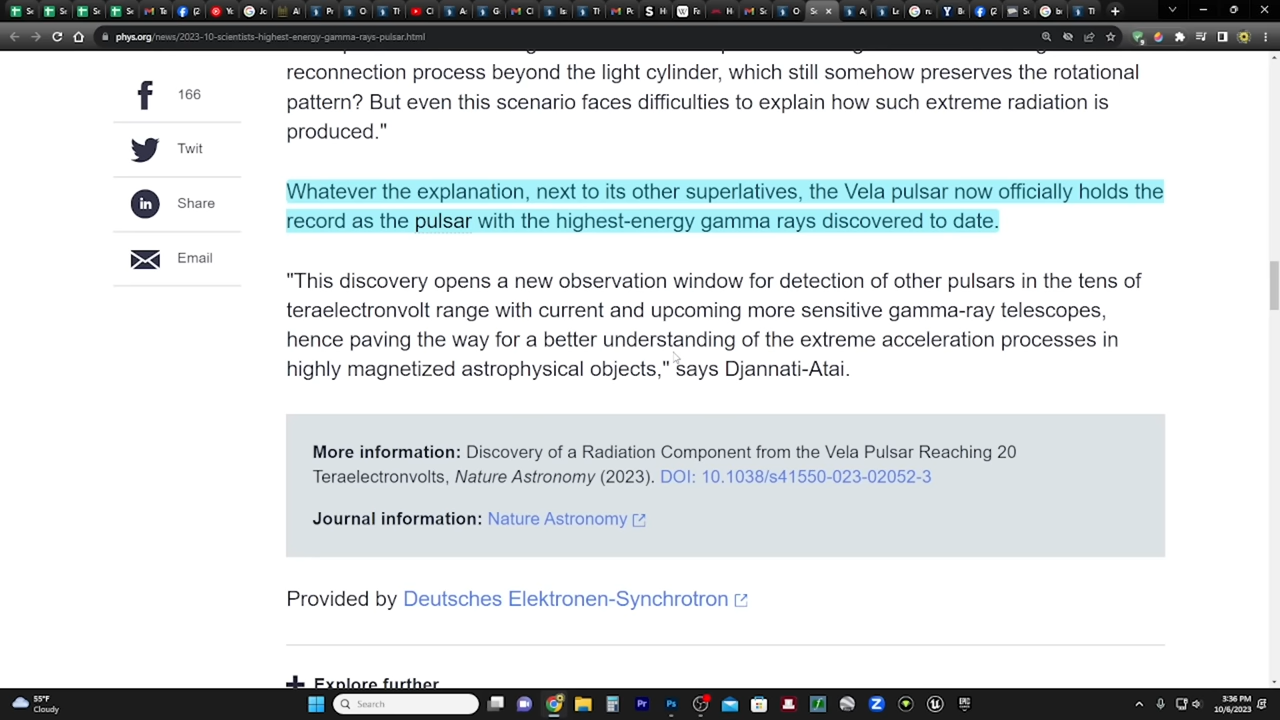 phys.org/news/2023-10-scientists-highest-energy-gamma-rays-pulsar.html
reconnection process beyond the light cylinder, which still somehow preserves the rotational
pattern? But even this scenario faces difficulties to explain how such extreme radiation is
produced."
166
Twit
Share
Email
Whatever the explanation, next to its other superlatives, the Vela pulsar now officially holds the
record as the pulsar with the highest-energy gamma rays discovered to date.
"This discovery opens a new observation window for detection of other pulsars in the tens of
teraelectronvolt range with current and upcoming more sensitive gamma-ray telescopes,
hence paving the way for a better understanding of the extreme acceleration processes in
highly magnetized astrophysical objects," says Djannati-Atai.
More information: Discovery of a Radiation Component from the Vela Pulsar Reaching 20
Teraelectronvolts, Nature Astronomy (2023). DOI: 10.1038/s41550-023-02052-3
Journal information: Nature Astronomy
Provided by Deutsches Elektronen-Synchrotron
Explore further
55°F
Cloudy
Search
3:36 PM
10/6/2023